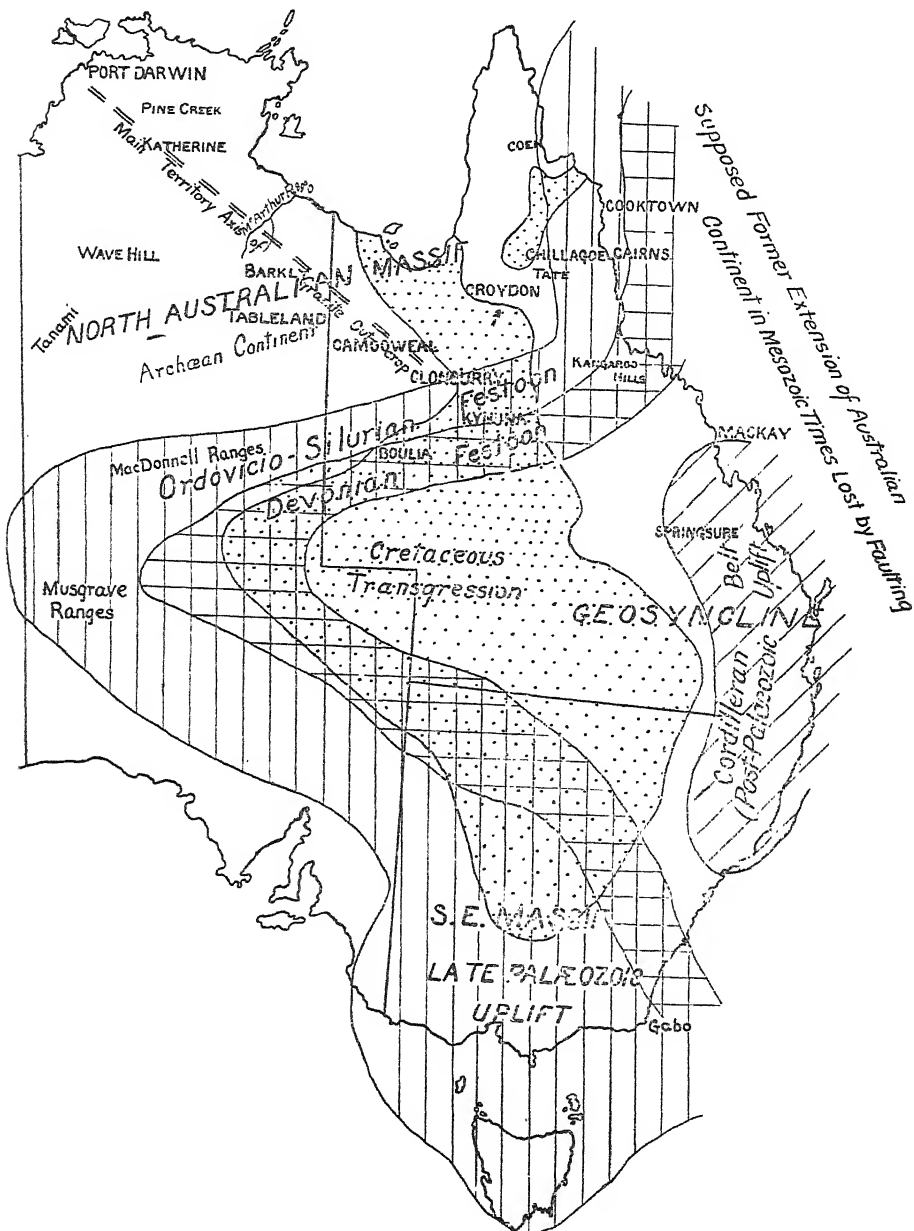 PORT DARWIN
PINE CREEK
KATHERINE
Main Territory Axis
McArthur
COEN
COOKTOWN
Supposed Former Extension of Australian
Continent in Mesozoic Times Lost by Faulting
WAVE HILL
MASSIF
CHILLAGOE
CAIRNS
TATE
BARKLY
CROYDON
NORTH AUSTRALIAN
Tanami
TABLELAND
Archæan Continent
Granite Outcrop
CAMOOWEAL
CLONCURRY
KANGAROO
HILLS
Festoon
KYNUNA
MACKAY
MacDonnell Ranges
Ordovicio-Silurian
BOULIA
Festoon
Devonian
SPRINGSURE
Cretaceous
Transgression
Belt
Uplift
Musgrave
Ranges
GEOSYNCLINE
Cordilleran
Post-Palæozoic
S.E. MASSIF
LATE PALÆOZOIC
UPLIFT
Gabo